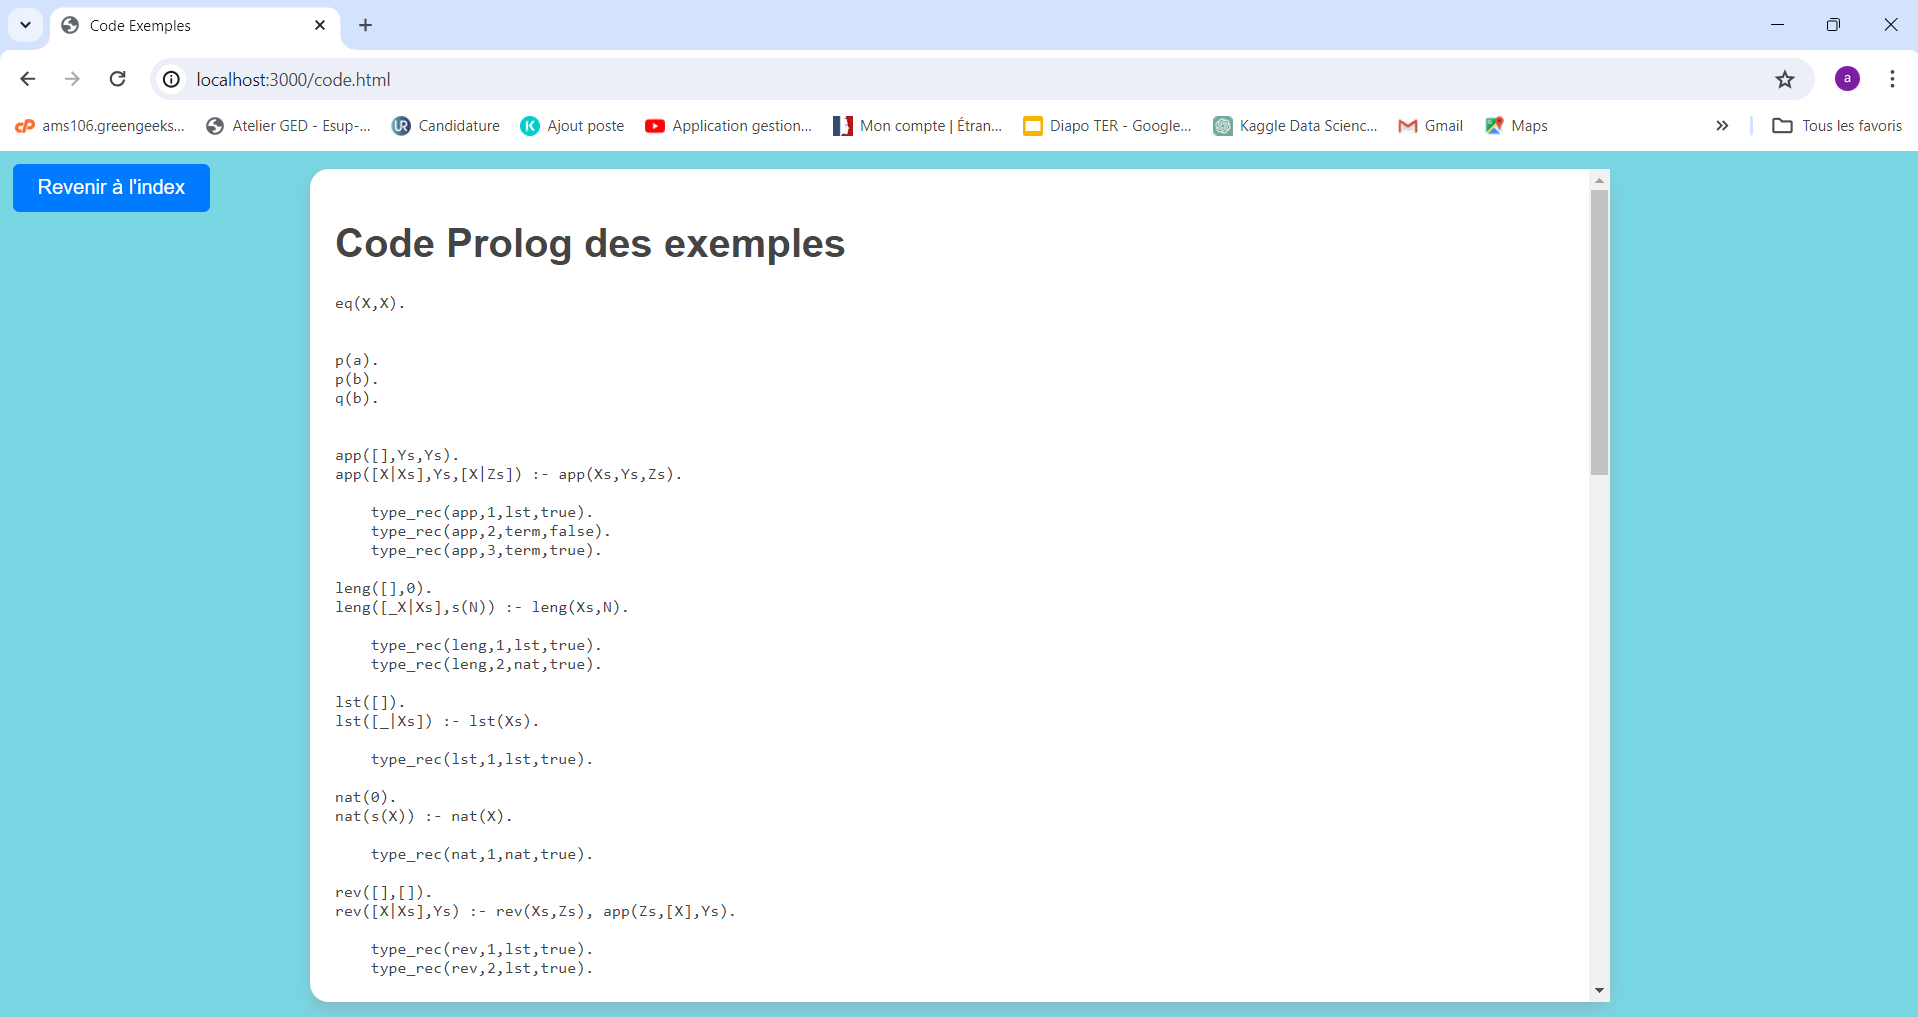 Code Exemples
localhost:3000/code.html
a
ams106.greengeeks...
Atelier GED - Esup-...
UR
Candidature
K
Ajout poste
Application gestion...
Mon compte | Étran...
Diapo TER - Google...
Kaggle Data Scienc...
Gmail
Maps
Tous les favoris
Revenir à l'index
Code Prolog des exemples
eq(X,X).
p(a).
p(b).
q(b).
app([],Ys,Ys).
app([X|Xs],Ys,[X|Zs]) :- app(Xs,Ys,Zs).
type_rec(app,1,lst,true).
type_rec(app,2,term,false).
type_rec(app,3,term,true).
leng([],0).
leng([_X|Xs],s(N)) :- leng(Xs,N).
type_rec(leng,1,lst,true).
type_rec(leng,2,nat,true).
lst([]).
lst([_|Xs]) :- lst(Xs).
type_rec(lst,1,lst,true).
nat(0).
nat(s(X)) :- nat(X).
type_rec(nat,1,nat,true).
rev([],[]).
rev([X|Xs],Ys) :- rev(Xs,Zs), app(Zs,[X],Ys).
type_rec(rev,1,lst,true).
type_rec(rev,2,lst,true).